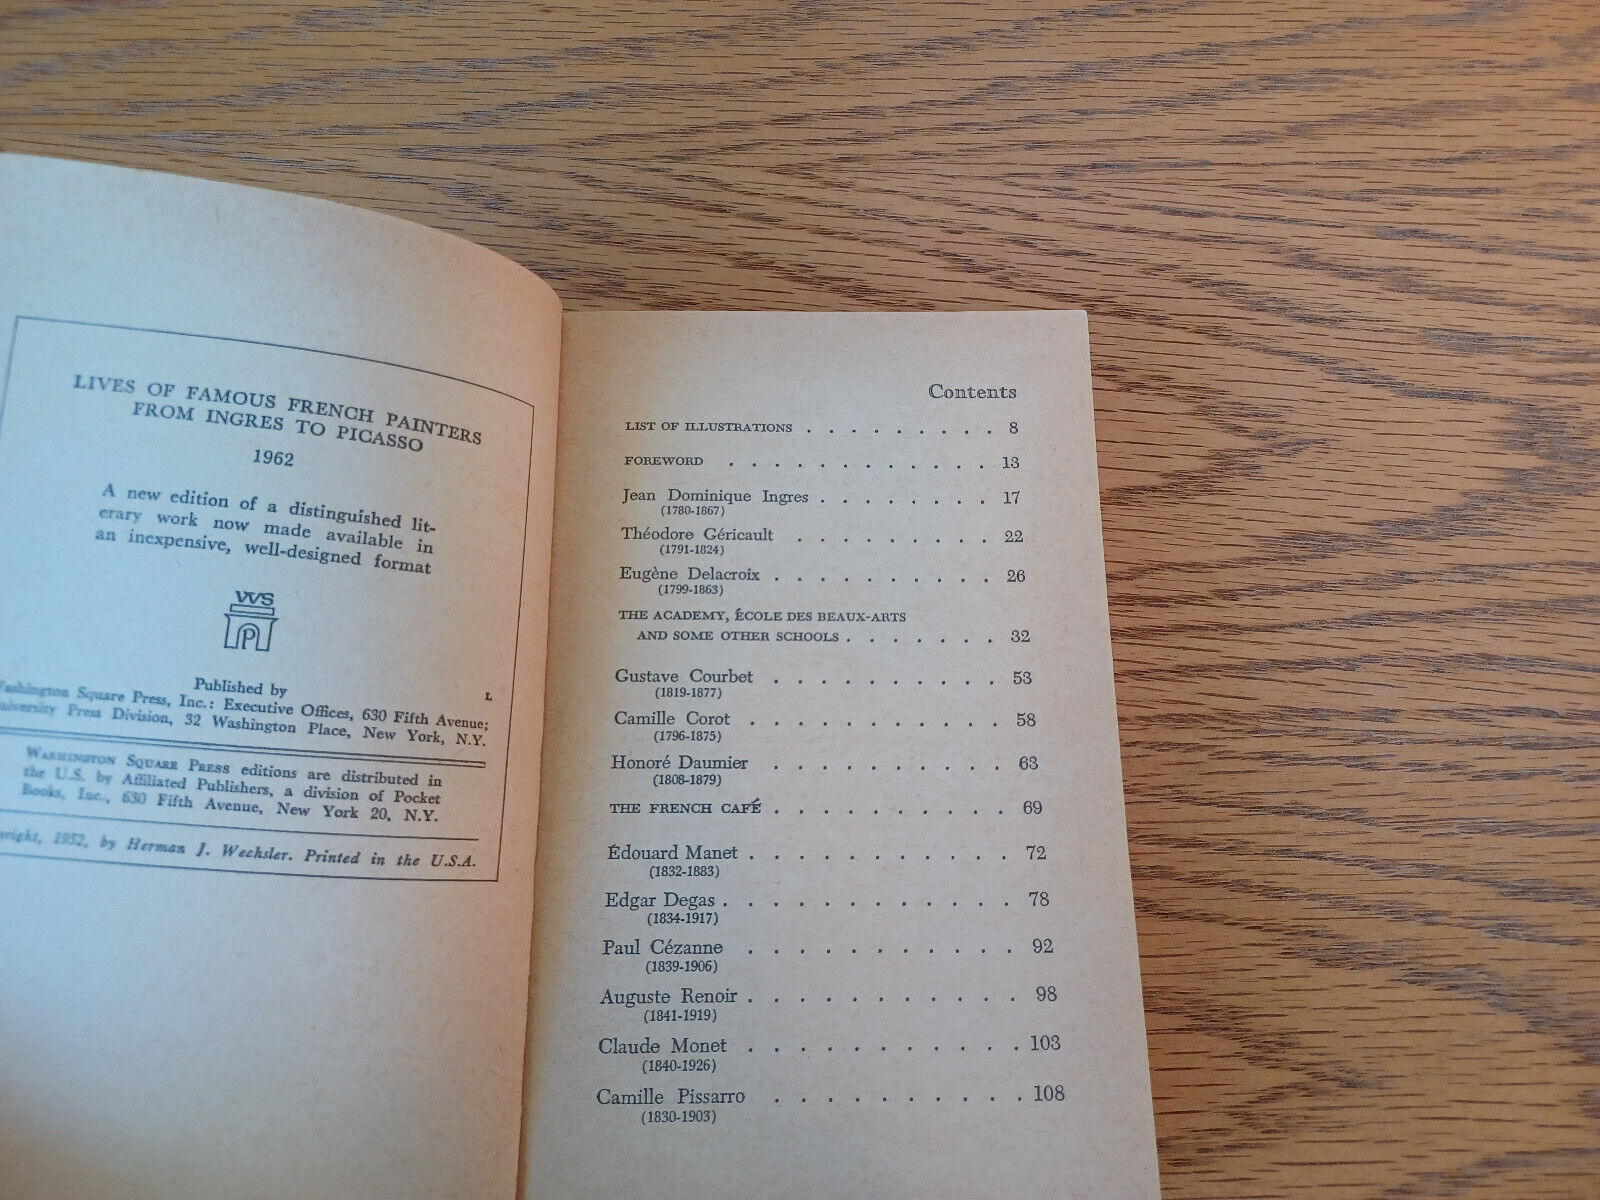 LIVES OF FAMOUS FRENCH PAINTERS
FROM INGRES TO PICASSO
1962
A new edition of a distinguished lit-
erary work now made available in
an inexpensive, well-designed format
WS
P
Published by
L
Washington Square Press, Inc.: Executive Offices, 630 Fifth Avenue;
University Press Division, 32 Washington Place, New York, N.Y.
WASHINGTON SQUARE PRESS editions are distributed in
the U.S. by Affiliated Publishers, a division of Pocket
Books, Inc., 630 Fifth Avenue, New York 20, N.Y.
1952, by Herman J. Wechsler. Printed in the U.S.A.
Contents
LIST OF ILLUSTRATIONS . . . . . . . . . 8
FOREWORD . . . . . . . . . . . . 13
Jean Dominique Ingres . . . . . . . . 17
(1780-1867)
Théodore Géricault . . . . . . . . . 22
(1791-1824)
Eugène Delacroix . . . . . . . . . . 26
(1799-1863)
THE ACADEMY, ÉCOLE DES BEAUX-ARTS
AND SOME OTHER SCHOOLS . . . . . . . 32
Gustave Courbet . . . . . . . . . . 53
(1819-1877)
Camille Corot . . . . . . . . . . . 58
(1796-1875)
Honoré Daumier . . . . . . . . . . 63
(1808-1879)
THE FRENCH CAFÉ . . . . . . . . . . 69
Édouard Manet . . . . . . . . . . . 72
(1832-1883)
Edgar Degas . . . . . . . . . . . . 78
(1834-1917)
Paul Cézanne . . . . . . . . . . . 92
(1839-1906)
Auguste Renoir . . . . . . . . . . . 98
(1841-1919)
Claude Monet . . . . . . . . . . . 103
(1840-1926)
Camille Pissarro . . . . . . . . . . 108
(1830-1903)